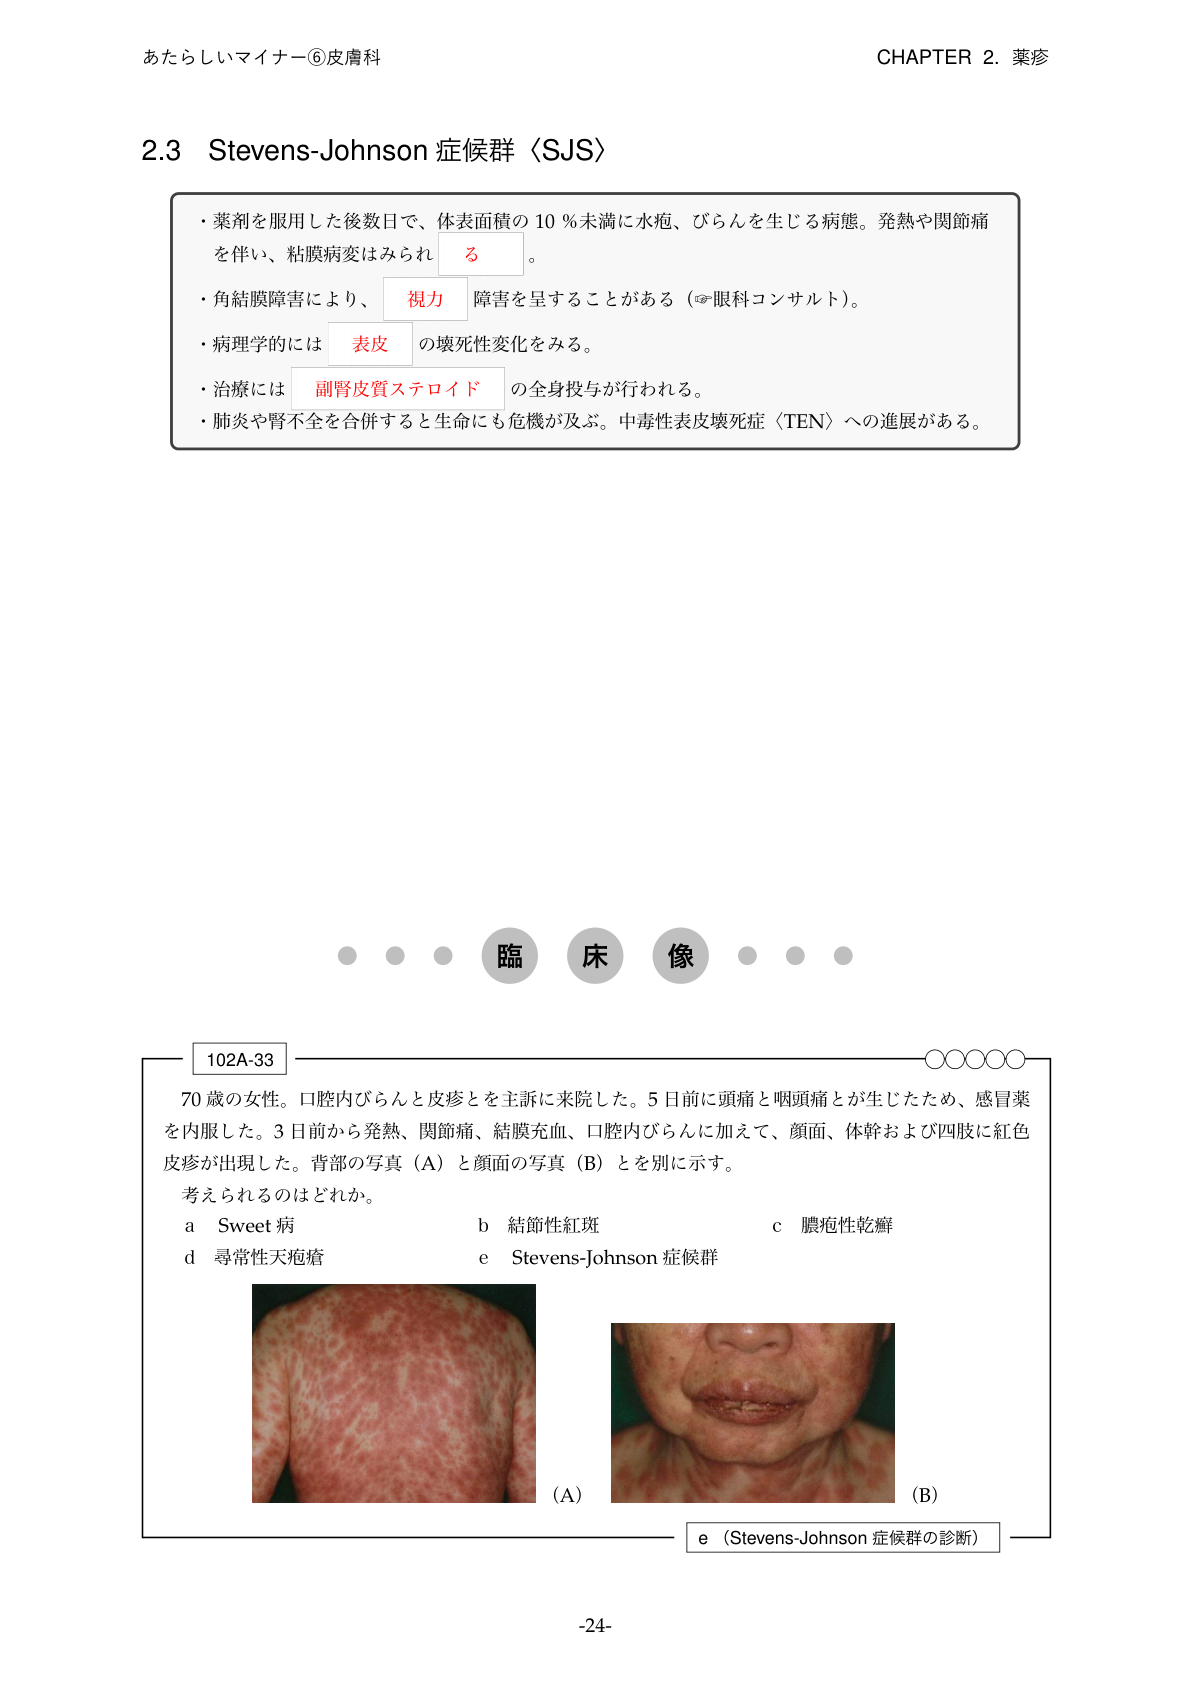 あたらしいマイナー⑥皮膚科
CHAPTER 2. 薬疹
2.3 Stevens-Johnson 症候群〈SJS〉
・薬剤を服用した後数日で、体表面積の 10 %未満に水疱、びらんを生じる病態。発熱や関節痛
を伴い、粘膜病変はみられ る 。
・角結膜障害により、 視力 障害を呈することがある（☞眼科コンサルト）。
・病理学的には 表皮 の壊死性変化をみる。
・治療には 副腎皮質ステロイド の全身投与が行われる。
・肺炎や腎不全を合併すると生命にも危機が及ぶ。中毒性表皮壊死症〈TEN〉への進展がある。
臨 床 像
102A-33
70 歳の女性。口腔内びらんと皮疹とを主訴に来院した。5 日前に頭痛と咽頭痛とが生じたため、感冒薬
を内服した。3 日前から発熱、関節痛、結膜充血、口腔内びらんに加えて、顔面、体幹および四肢に紅色
皮疹が出現した。背部の写真（A）と顔面の写真（B）とを別に示す。
考えられるのはどれか。
a Sweet 病 b 結節性紅斑 c 膿疱性乾癬
d 尋常性天疱瘡 e Stevens-Johnson 症候群
（A） （B）
e （Stevens-Johnson 症候群の診断）
-24-